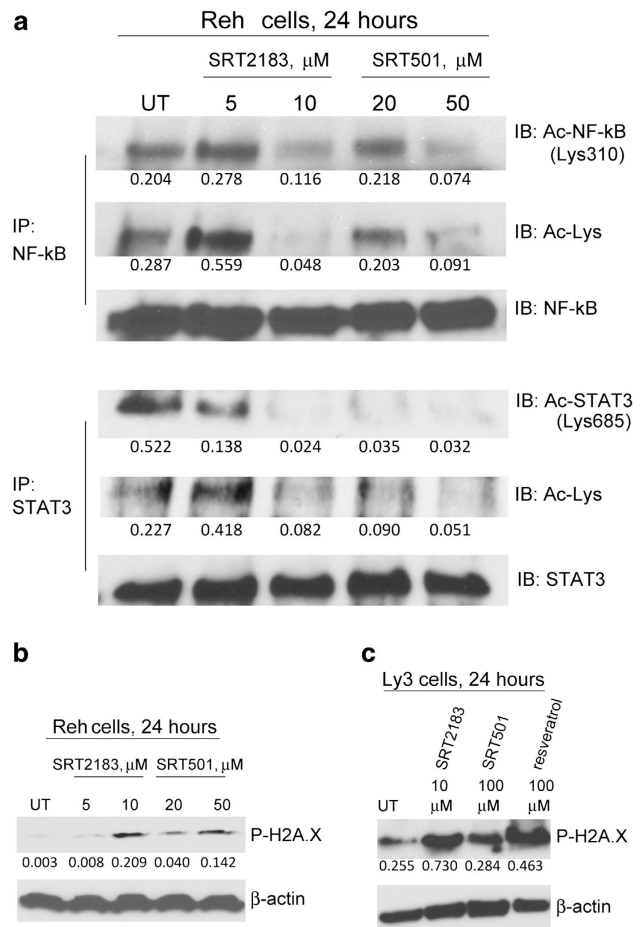 a
Reh cells, 24 hours
SRT2183, μM SRT501, μM
UT 5 10 20 50
IB: Ac-NF-kB
(Lys310)
0.204 0.278 0.116 0.218 0.074
IP:
NF-kB
IB: Ac-Lys
0.287 0.559 0.048 0.203 0.091
IB: NF-kB
IB: Ac-STAT3
(Lys685)
0.522 0.138 0.024 0.035 0.032
IP:
STAT3
IB: Ac-Lys
0.227 0.418 0.082 0.090 0.051
IB: STAT3
b
Reh cells, 24 hours
SRT2183, μM SRT501, μM
UT 5 10 20 50
P-H2A.X
0.003 0.008 0.209 0.040 0.142
β-actin
c
Ly3 cells, 24 hours
SRT2183 SRT501 resveratrol
10 100 100
UT μM μM μM
P-H2A.X
0.255 0.730 0.284 0.463
β-actin